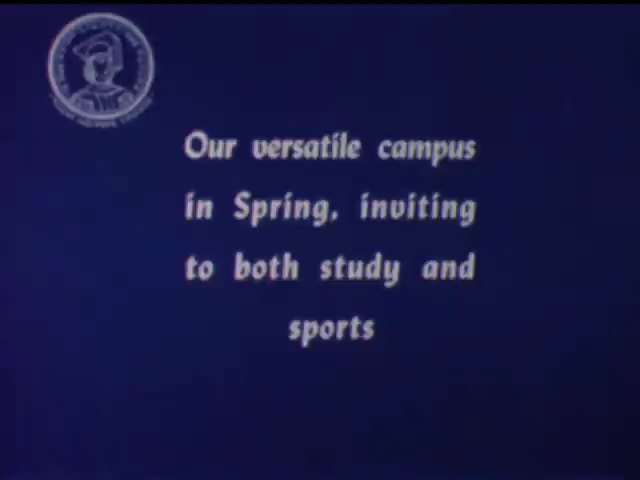 Our versatile campus
in Spring, inviting
to both study and
sports